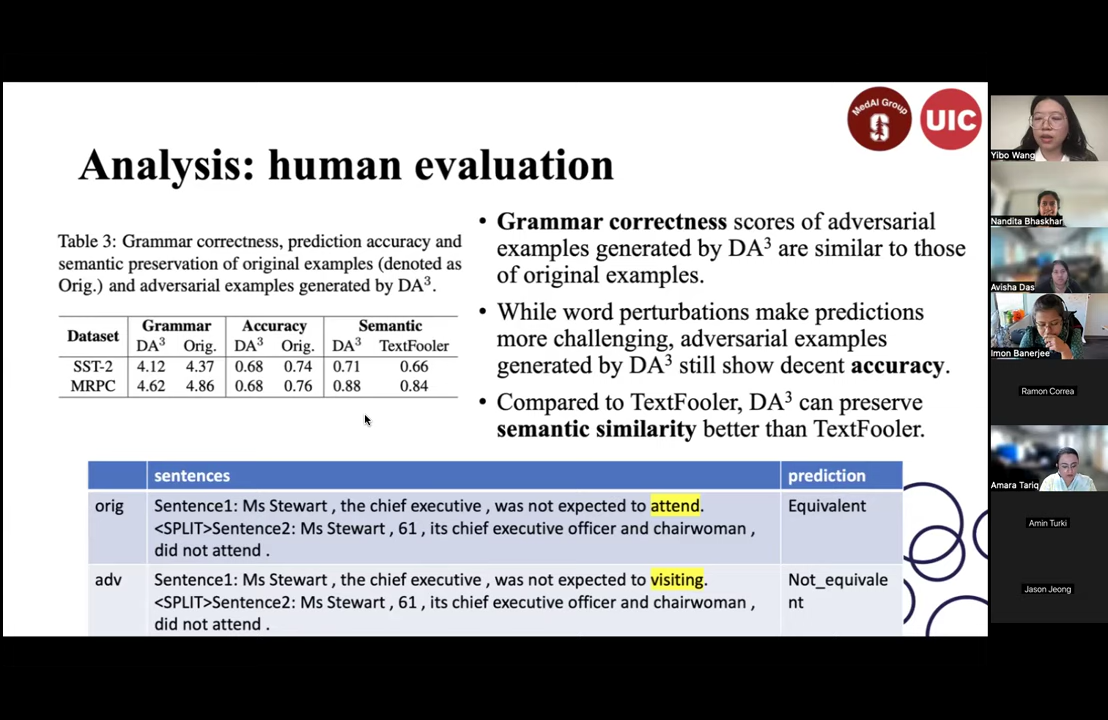 MedAI Group
S
UIC
Analysis: human evaluation
Table 3: Grammar correctness, prediction accuracy and
semantic preservation of original examples (denoted as
Orig.) and adversarial examples generated by DA³.
Dataset Grammar Accuracy Semantic
DA³ Orig. DA³ Orig. DA³ TextFooler
SST-2 4.12 4.37 0.68 0.74 0.71 0.66
MRPC 4.62 4.86 0.68 0.76 0.88 0.84
• Grammar correctness scores of adversarial
examples generated by DA³ are similar to those
of original examples.
• While word perturbations make predictions
more challenging, adversarial examples
generated by DA³ still show decent accuracy.
• Compared to TextFooler, DA³ can preserve
semantic similarity better than TextFooler.
sentences prediction
orig Sentence1: Ms Stewart , the chief executive , was not expected to attend. Equivalent
<SPLIT>Sentence2: Ms Stewart , 61 , its chief executive officer and chairwoman ,
did not attend .
adv Sentence1: Ms Stewart , the chief executive , was not expected to visiting. Not_equivale
<SPLIT>Sentence2: Ms Stewart , 61 , its chief executive officer and chairwoman , nt
did not attend .
Yibo Wang
Nandita Bhaskhar
Avisha Das
Imon Banerjee
Ramon Correa
Amara Tariq
Amin Turki
Jason Jeong